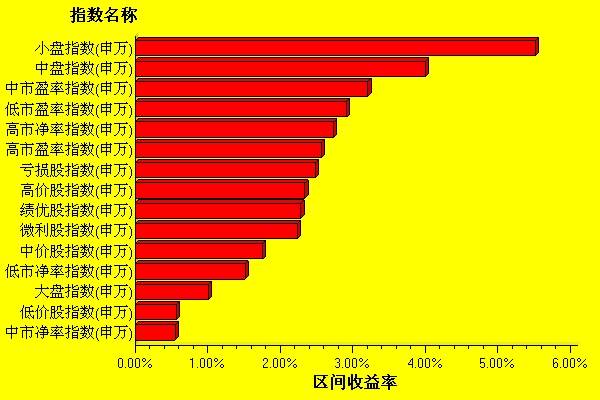 指数名称
小盘指数(申万)
中盘指数(申万)
中市盈率指数(申万)
低市盈率指数(申万)
高市净率指数(申万)
高市盈率指数(申万)
亏损股指数(申万)
高价股指数(申万)
绩优股指数(申万)
微利股指数(申万)
中价股指数(申万)
低市净率指数(申万)
大盘指数(申万)
低价股指数(申万)
中市净率指数(申万)
0.00% 1.00% 2.00% 3.00% 4.00% 5.00% 6.00%
区间收益率